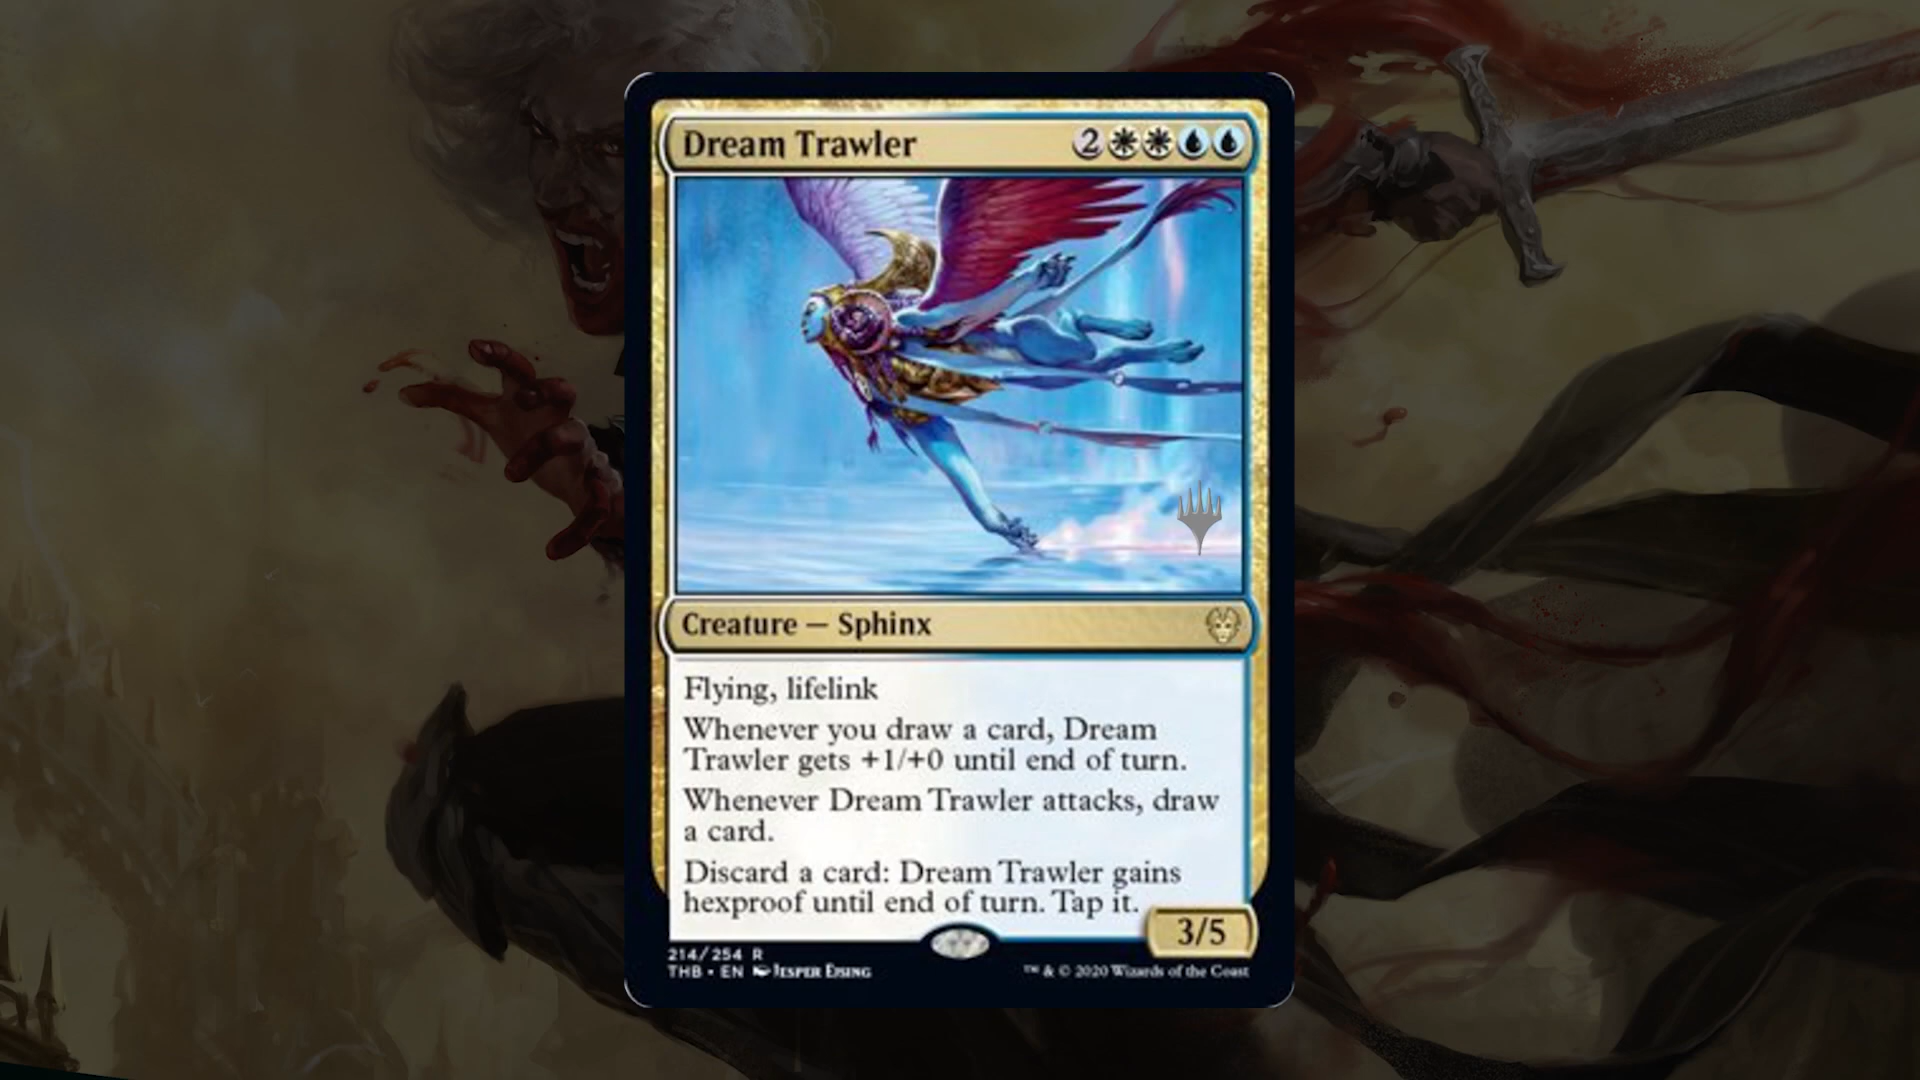 Dream Trawler 2
Creature — Sphinx
Flying, lifelink
Whenever you draw a card, Dream
Trawler gets +1/+0 until end of turn.
Whenever Dream Trawler attacks, draw
a card.
Discard a card: Dream Trawler gains
hexproof until end of turn. Tap it.
3/5
214/254 R
THB • EN Jesper Ejsing
™ & © 2020 Wizards of the Coast